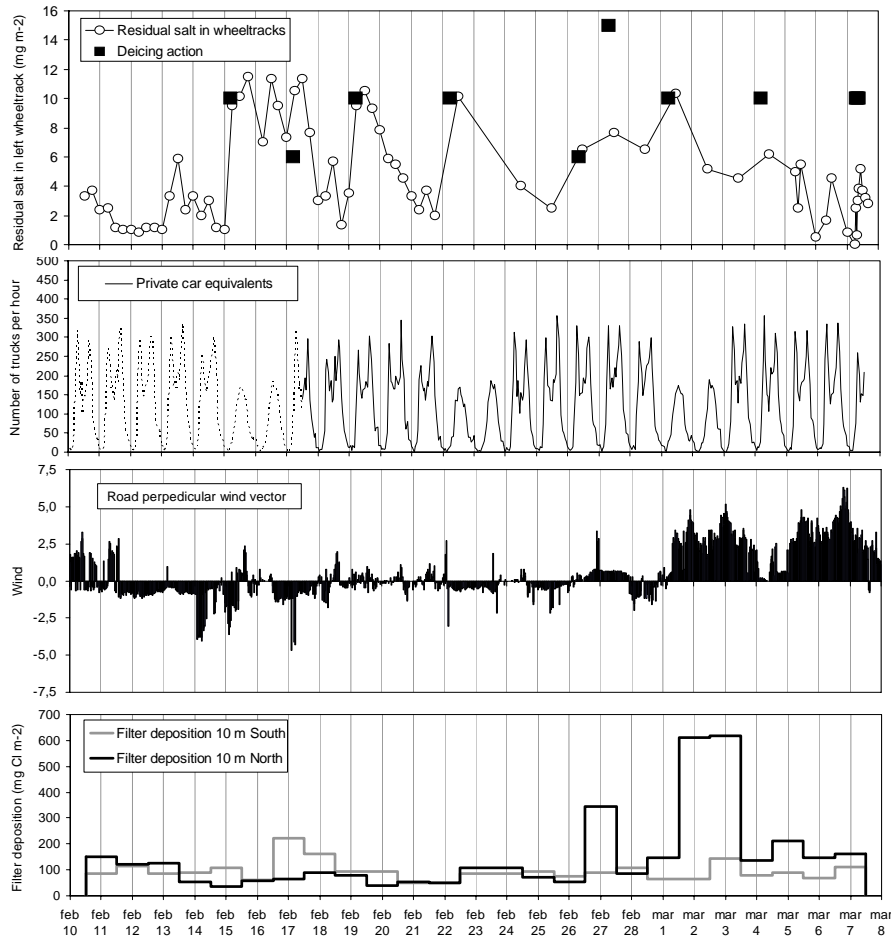 Residual salt in left wheeltrack (mg m-2)
16
14
12
10
8
6
4
2
0
Residual salt in wheeltracks
Deicing action
Number of trucks per hour
500
450
400
350
300
250
200
150
100
50
0
Private car equivalents
Wind
7,5
5,0
2,5
0,0
-2,5
-5,0
-7,5
Road perpedicular wind vector
Filter deposition (mg Cl m-2)
700
600
500
400
300
200
100
0
Filter deposition 10 m South
Filter deposition 10 m North
feb feb feb feb feb feb feb feb feb feb feb feb feb feb feb feb feb feb feb mar mar mar mar mar mar mar mar
10 11 12 13 14 15 16 17 18 19 20 21 22 23 24 25 26 27 28 1 2 3 4 5 6 7 8